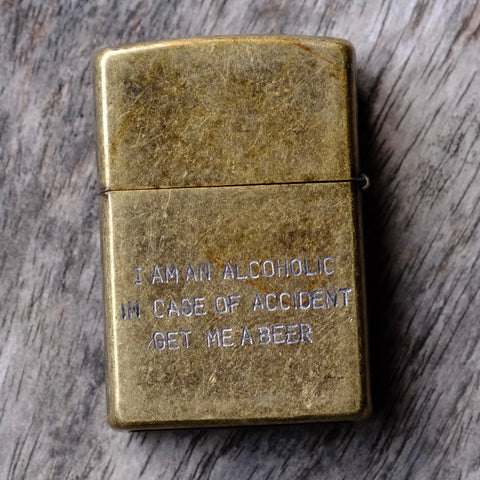 I AM AN ALCOHOLIC
IN CASE OF ACCIDENT
GET ME A BEER